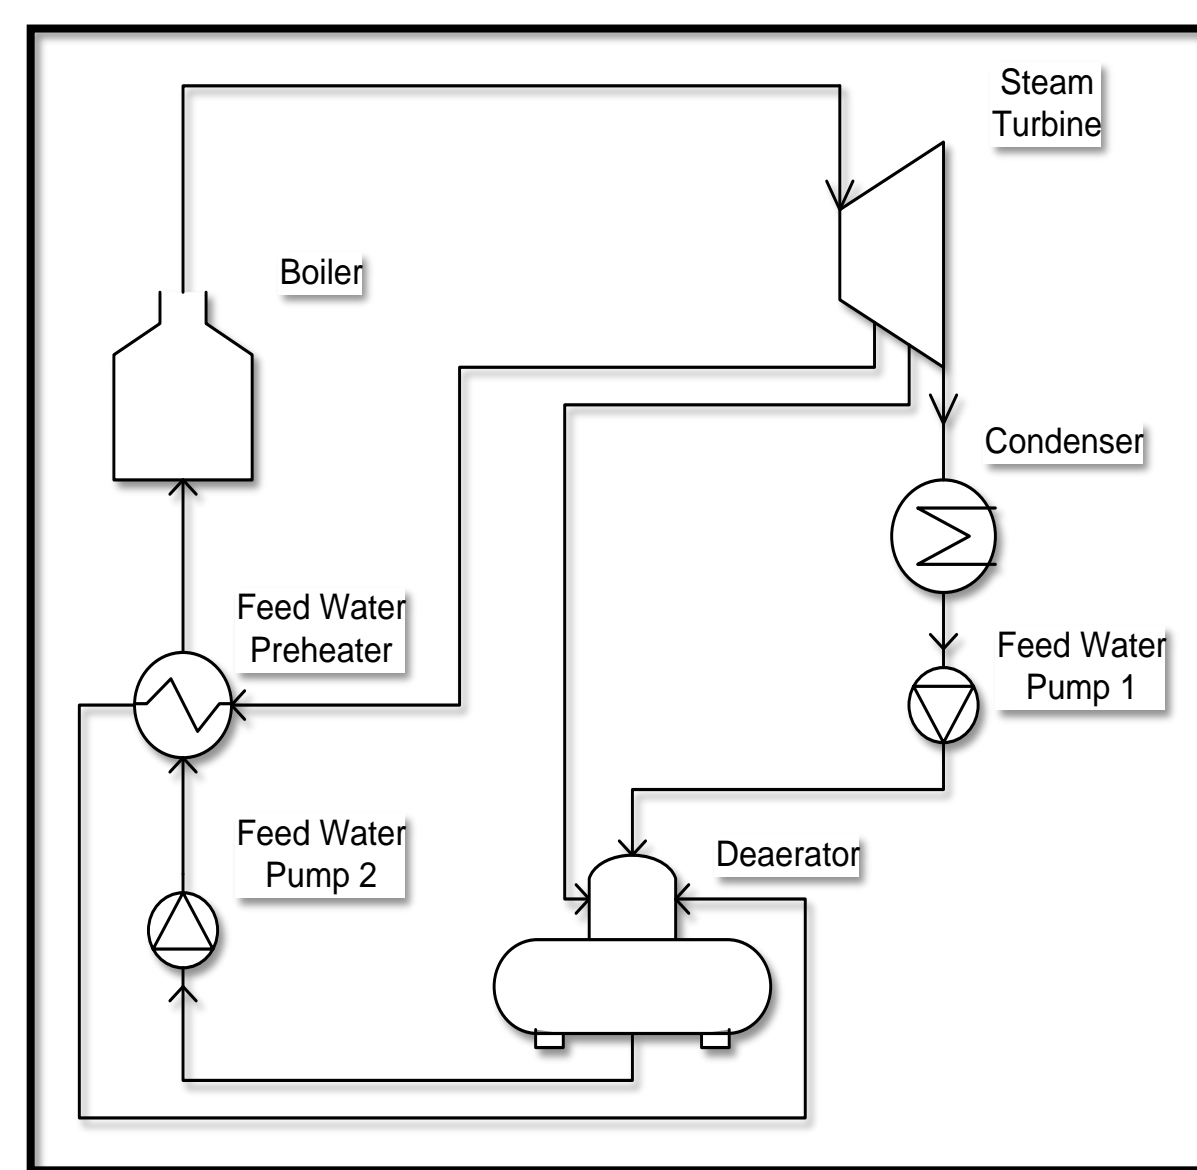 Steam
Turbine
Boiler
Condenser
Feed Water
Preheater
Feed Water
Pump 1
Feed Water
Pump 2
Deaerator